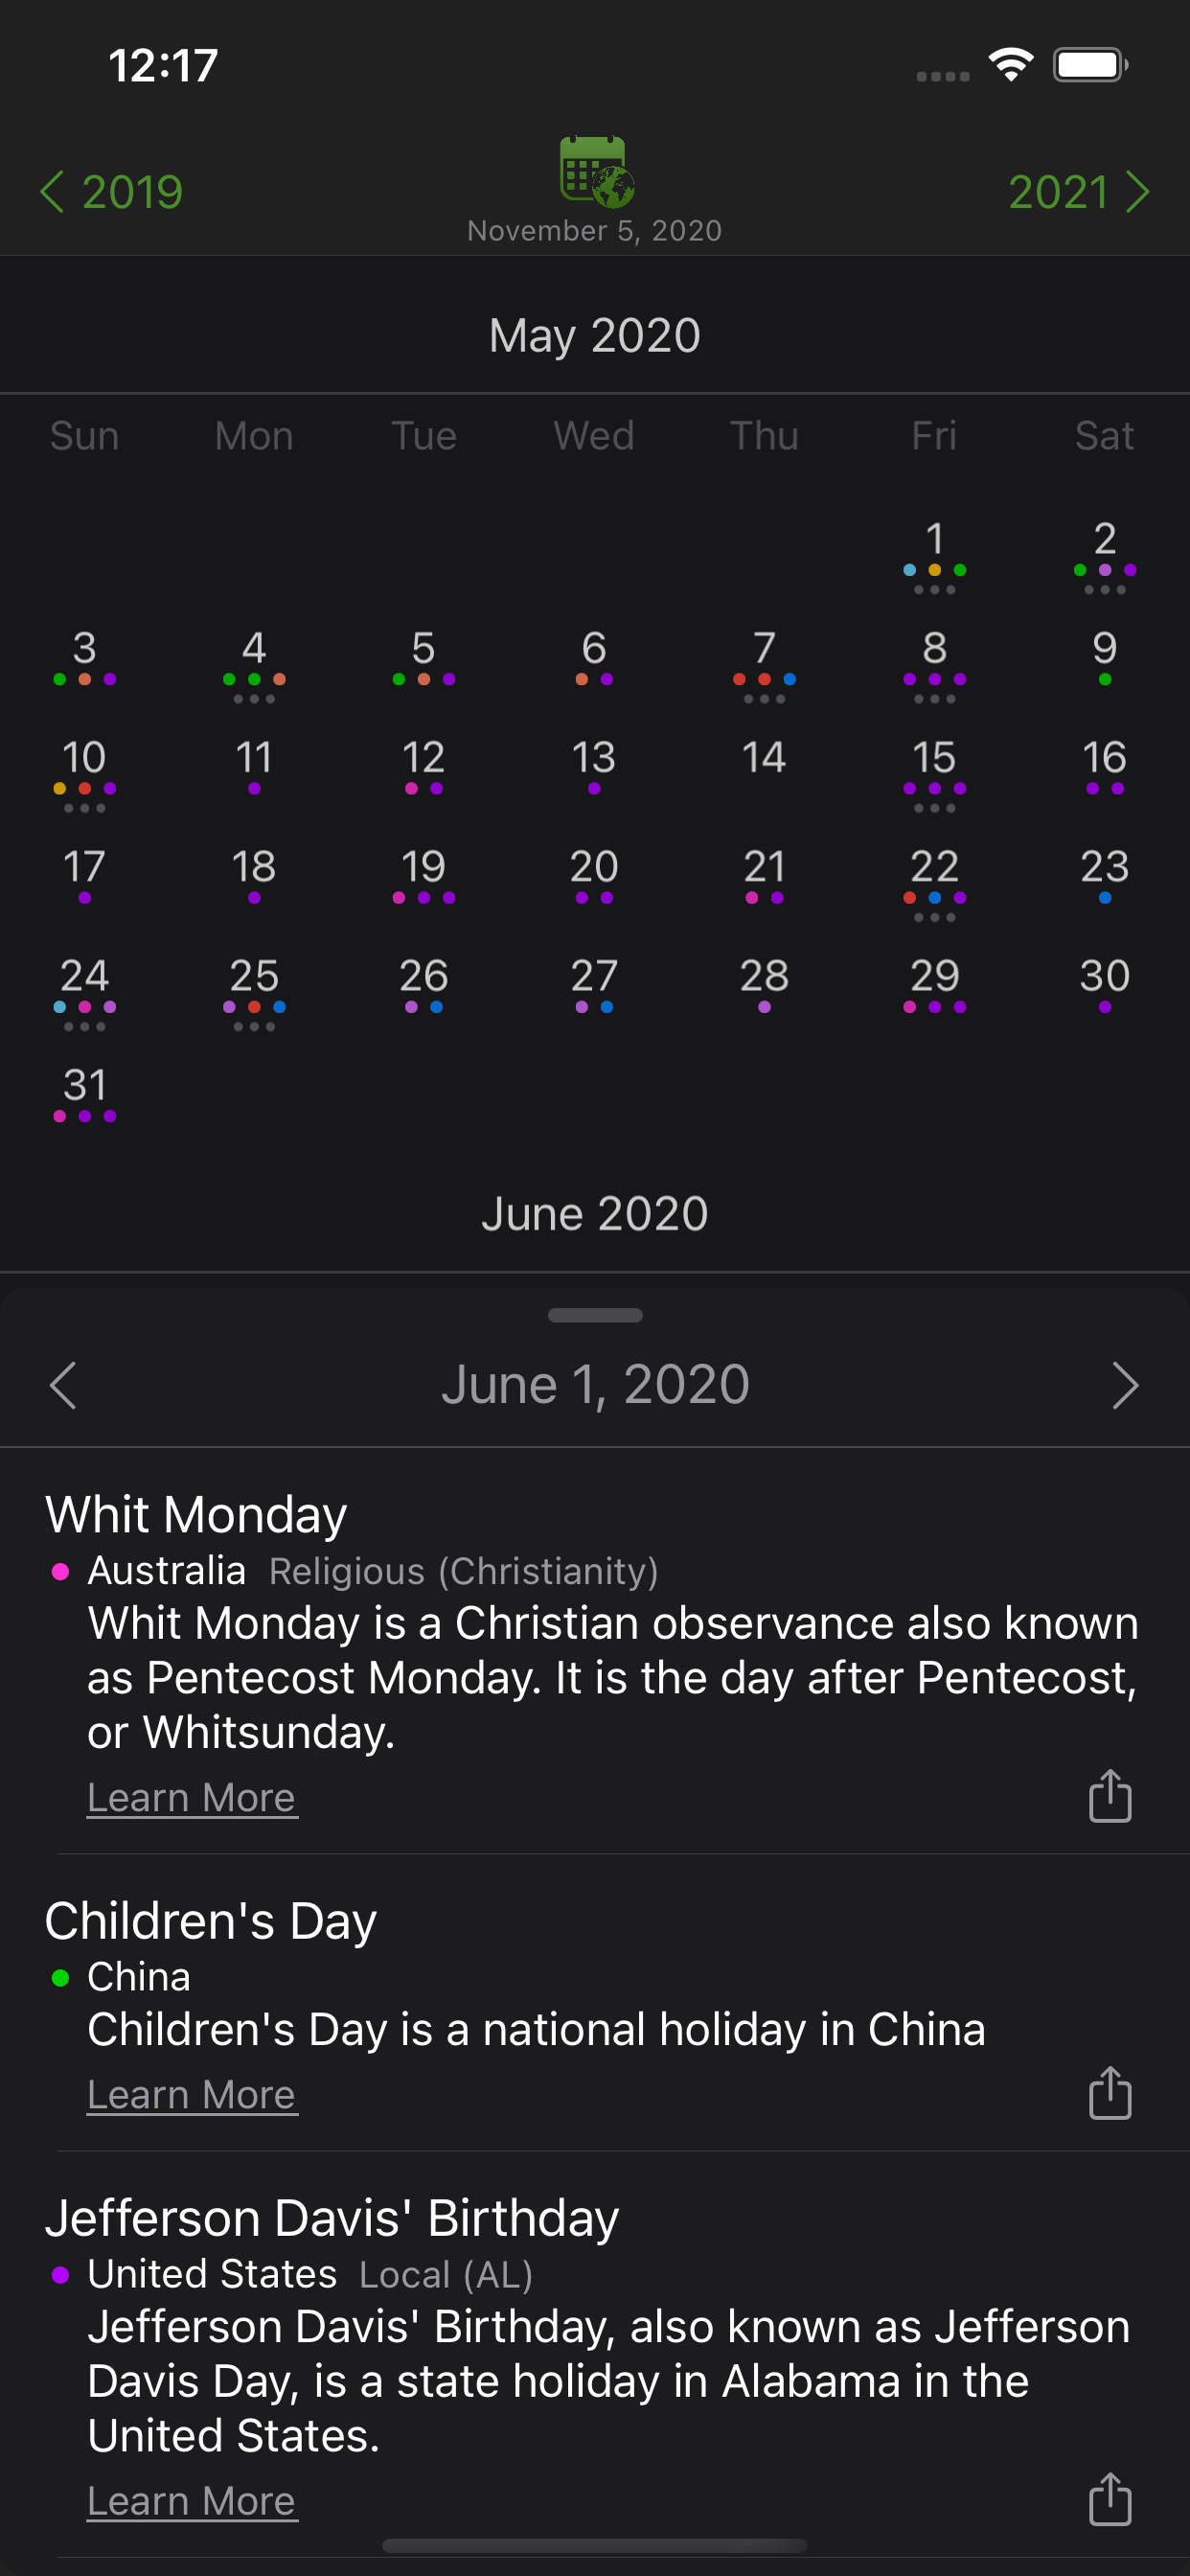 12:17
2019
2021
November 5, 2020
May 2020
Sun Mon Tue Wed Thu Fri Sat
1 2
3 4 5 6 7 8 9
10 11 12 13 14 15 16
17 18 19 20 21 22 23
24 25 26 27 28 29 30
31
June 2020
June 1, 2020
Whit Monday
Australia Religious (Christianity)
Whit Monday is a Christian observance also known
as Pentecost Monday. It is the day after Pentecost,
or Whitsunday.
Learn More
Children's Day
China
Children's Day is a national holiday in China
Learn More
Jefferson Davis' Birthday
United States Local (AL)
Jefferson Davis' Birthday, also known as Jefferson
Davis Day, is a state holiday in Alabama in the
United States.
Learn More